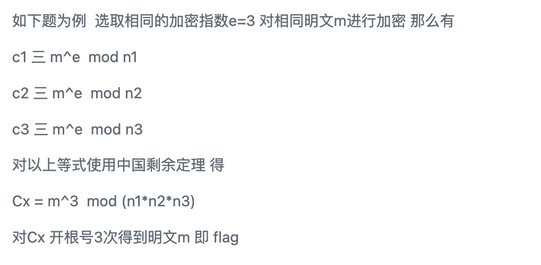 如下题为例  选取相同的加密指数e=3 对相同明文m进行加密 那么有
c1 三 m^e  mod n1
c2 三 m^e  mod n2
c3 三 m^e  mod n3
对以上等式使用中国剩余定理 得
Cx = m^3  mod (n1*n2*n3)
对Cx 开根号3次得到明文m 即 flag